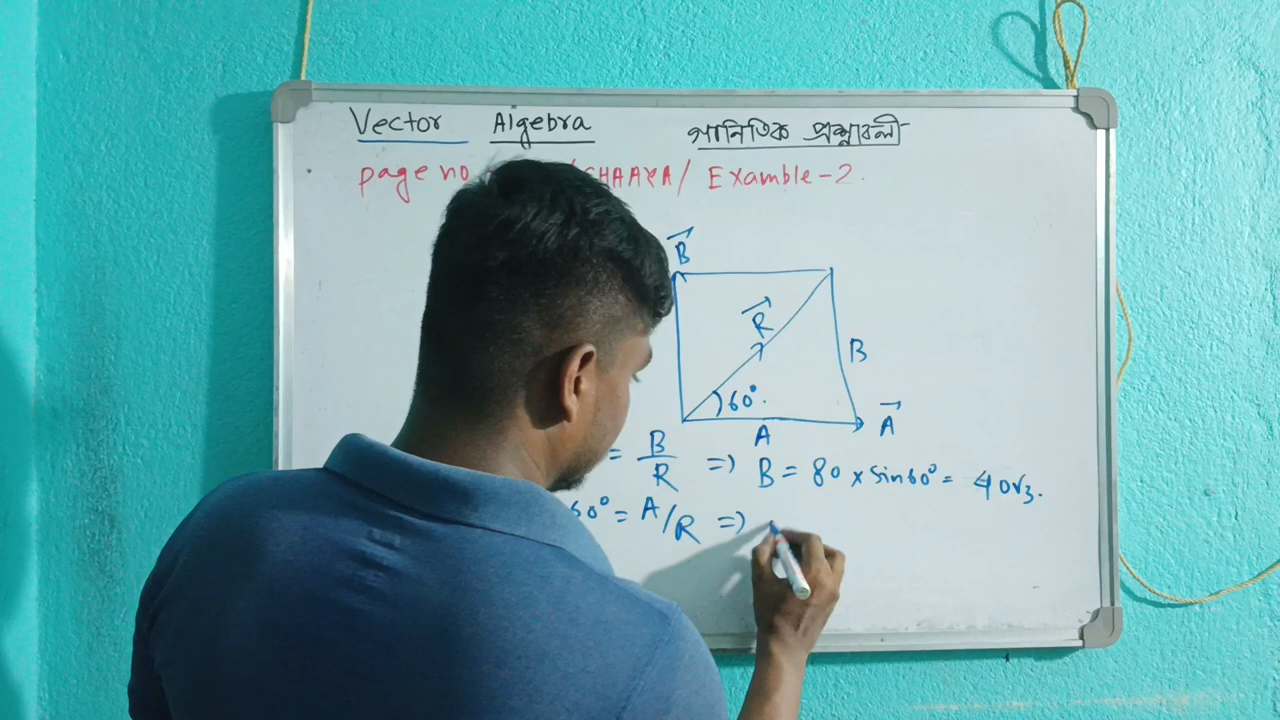 Vector Algebra গানিতিক প্রশ্নাবলী
page no /CHAAYA/ Examble-2.
B
R
B
60°.
A
A
= B/R => B = 80 × sin60° = 40√3.
60° = A/R =>